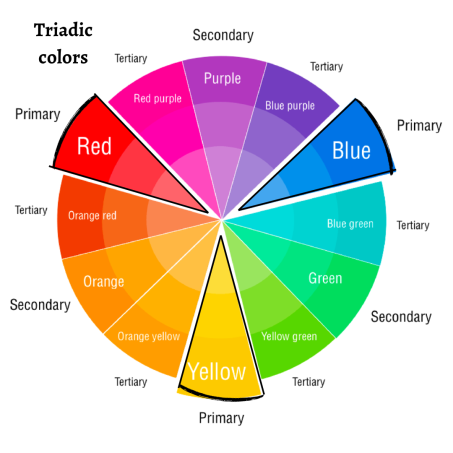 Triadic
colors
Secondary
Tertiary
Tertiary
Purple
Red purple
Blue purple
Primary
Primary
Red
Blue
Tertiary
Orange red
Blue green
Tertiary
Orange
Green
Secondary
Secondary
Orange yellow
Yellow green
Yellow
Tertiary
Tertiary
Primary